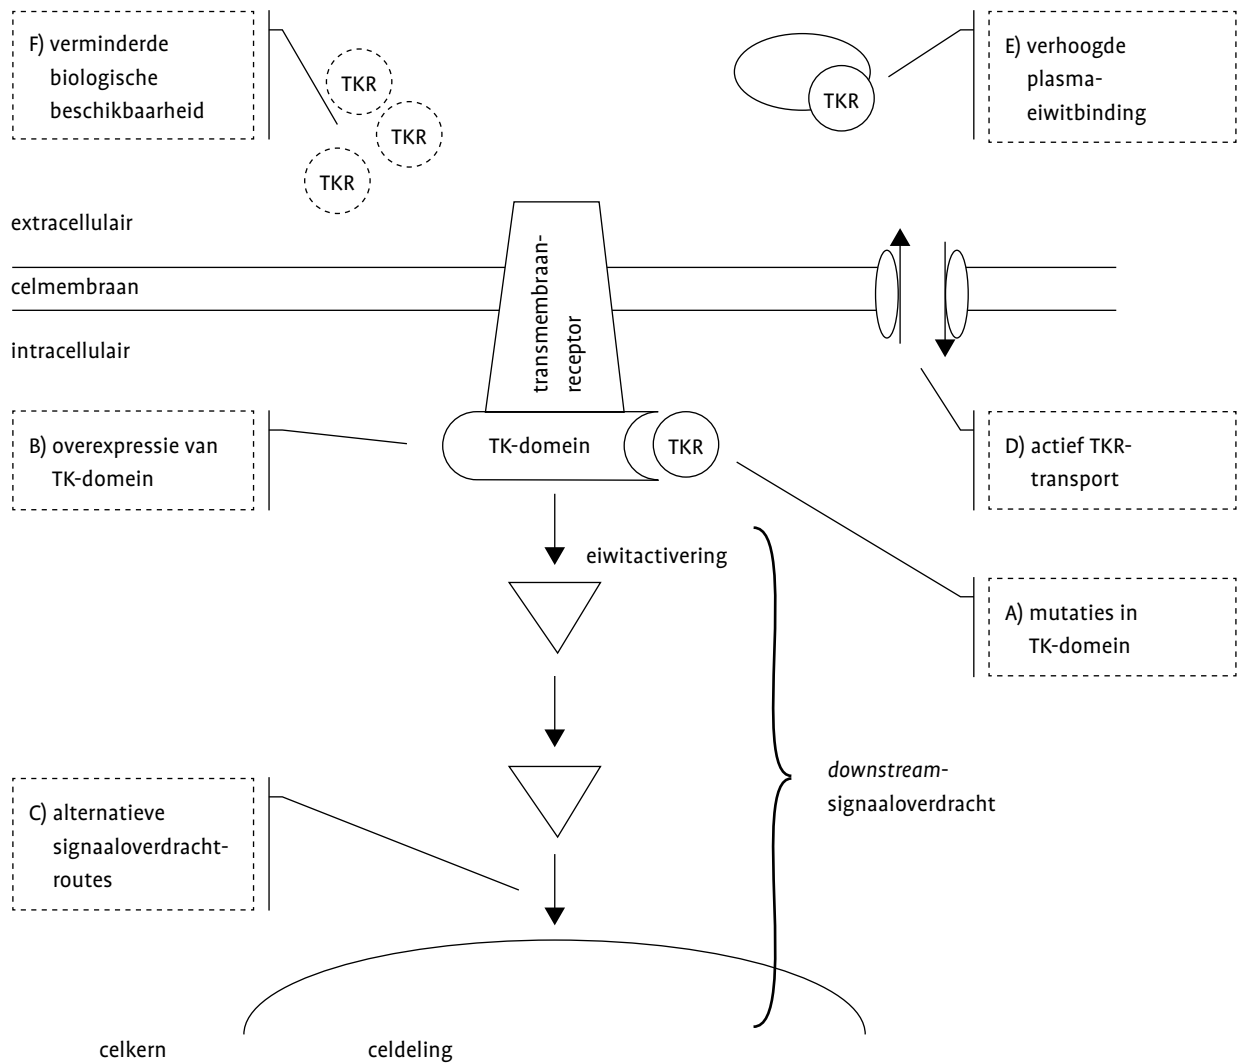 F) verminderde
biologische
beschikbaarheid
TKR
TKR
TKR
TKR
E) verhoogde
plasma-
eiwitbinding
extracellulair
celmembraan
intracellulair
transmembraan-
receptor
B) overexpressie van
TK-domein
TK-domein
TKR
D) actief TKR-
transport
eiwitactivering
A) mutaties in
TK-domein
downstream-
signaaloverdracht
C) alternatieve
signaaloverdracht-
routes
celkern
celdeling